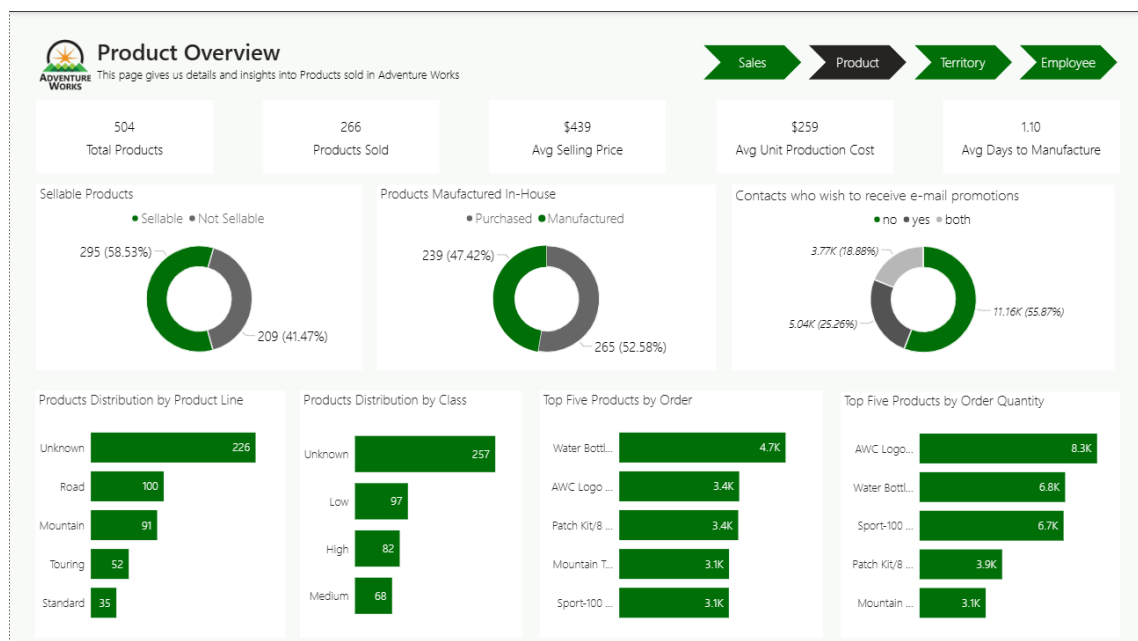 Product Overview
ADVENTURE
WORKS
This page gives us details and insights into Products sold in Adventure Works
Sales
Product
Territory
Employee
504
Total Products
266
Products Sold
$439
Avg Selling Price
$259
Avg Unit Production Cost
1.10
Avg Days to Manufacture
Sellable Products
Sellable Not Sellable
295 (58.53%)
209 (41.47%)
Products Maufactured In-House
Purchased Manufactured
239 (47.42%)
265 (52.58%)
Contacts who wish to receive e-mail promotions
no yes both
3.77K (18.88%)
5.04K (25.26%)
11.16K (55.87%)
Products Distribution by Product Line
Unknown 226
Road 100
Mountain 91
Touring 52
Standard 35
Products Distribution by Class
Unknown 257
Low 97
High 82
Medium 68
Top Five Products by Order
Water Bottl... 4.7K
AWC Logo ... 3.4K
Patch Kit/8 ... 3.4K
Mountain T... 3.1K
Sport-100 ... 3.1K
Top Five Products by Order Quantity
AWC Logo... 8.3K
Water Bottl... 6.8K
Sport-100 ... 6.7K
Patch Kit/8 ... 3.9K
Mountain ... 3.1K